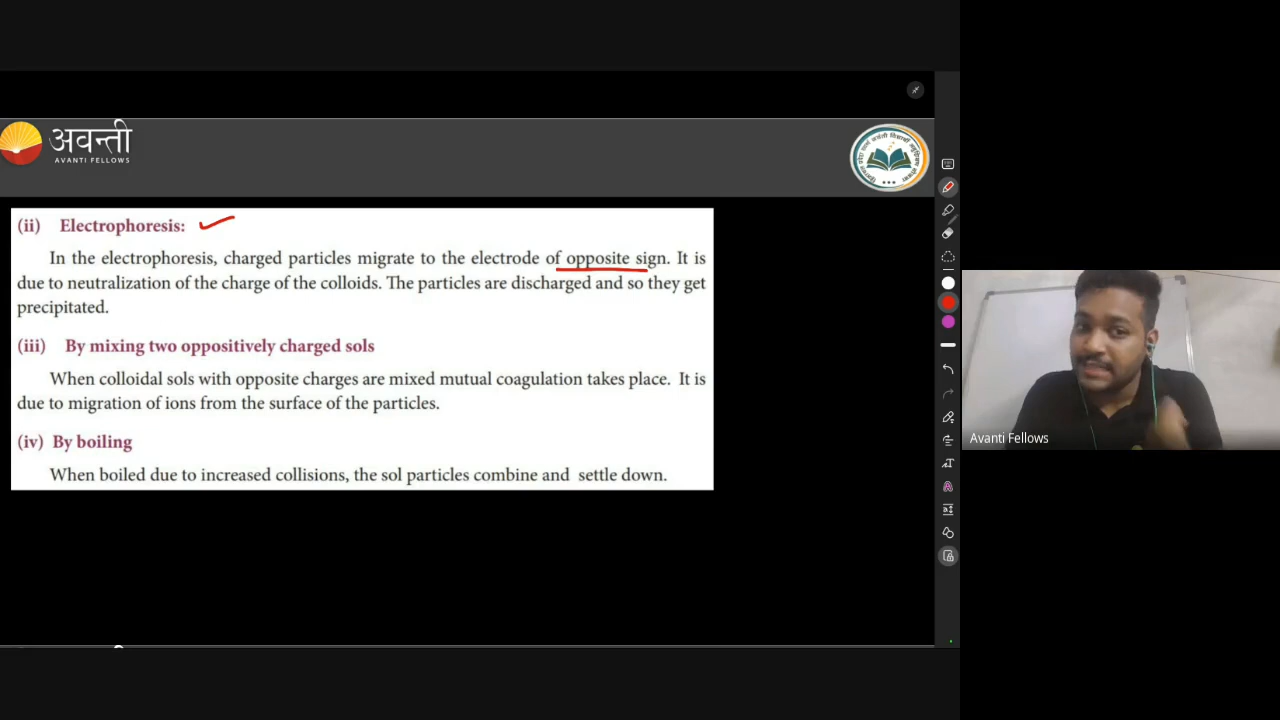 अवन्ती
AVANTI FELLOWS
(ii) Electrophoresis:
In the electrophoresis, charged particles migrate to the electrode of opposite sign. It is
due to neutralization of the charge of the colloids. The particles are discharged and so they get
precipitated.
(iii) By mixing two oppositively charged sols
When colloidal sols with opposite charges are mixed mutual coagulation takes place. It is
due to migration of ions from the surface of the particles.
(iv) By boiling
When boiled due to increased collisions, the sol particles combine and settle down.
Avanti Fellows